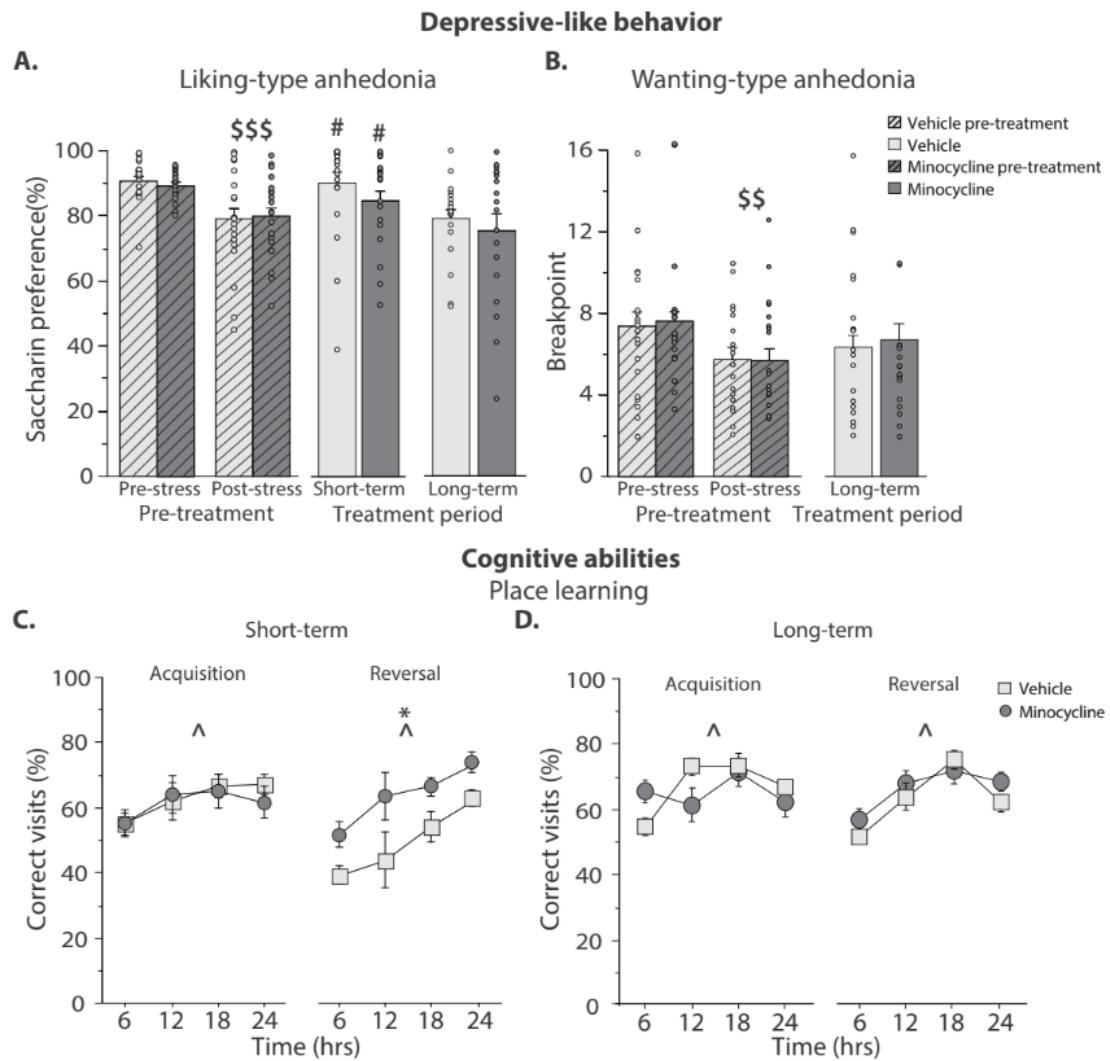 Depressive-like behavior
A.
Liking-type anhedonia
$$$
#
#
Saccharin preference(%)
100
80
60
40
20
0
Pre-stress Post-stress Short-term Long-term
Pre-treatment Treatment period
B.
Wanting-type anhedonia
Vehicle pre-treatment
Vehicle
Minocycline pre-treatment
Minocycline
$$
Breakpoint
16
12
8
4
0
Pre-stress Post-stress Long-term
Pre-treatment Treatment period
Cognitive abilities
Place learning
C.
Short-term
Acquisition Reversal
*
^ ^
Correct visits (%)
100
80
60
40
20
0
6 12 18 24 6 12 18 24
Time (hrs)
D.
Long-term
Acquisition Reversal
Vehicle
Minocycline
^ ^
Correct visits (%)
100
80
60
40
20
0
6 12 18 24 6 12 18 24
Time (hrs)